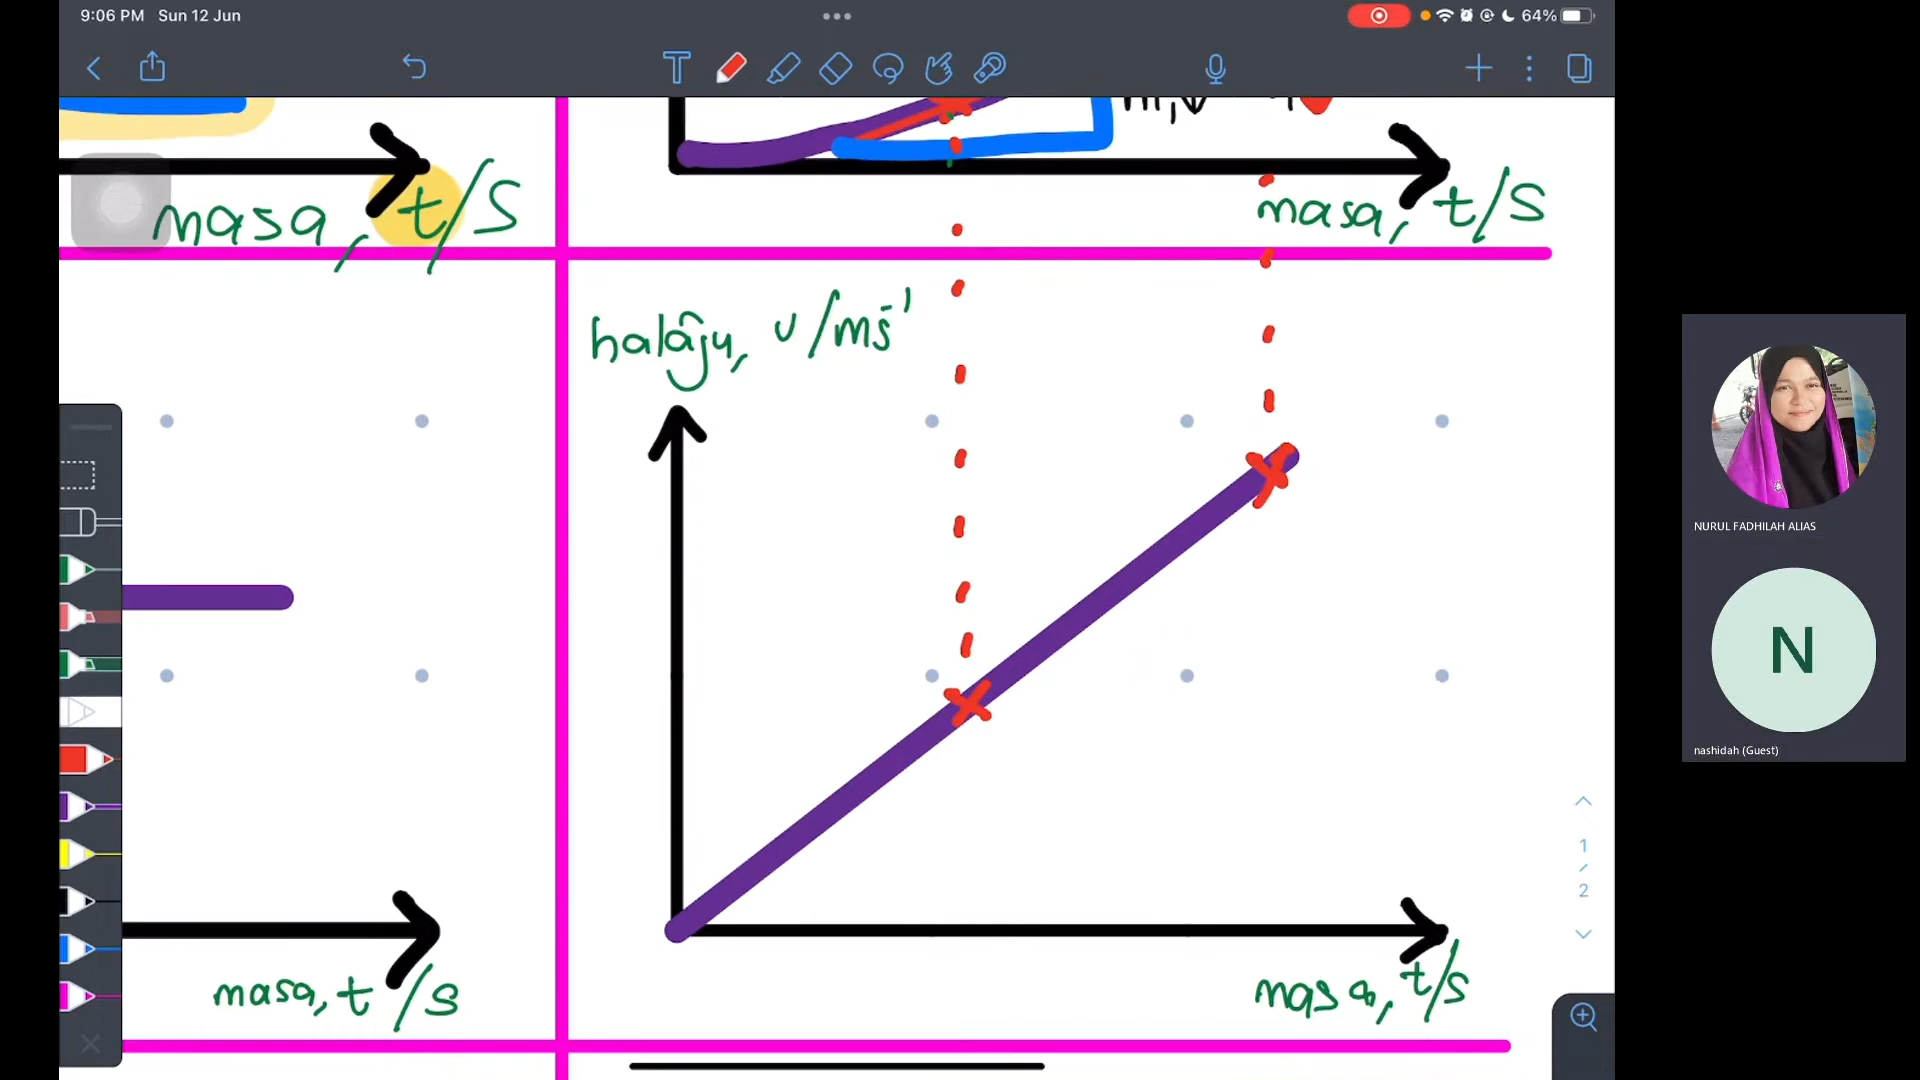 9:06 PM Sun 12 Jun
64%
T
masa, t/s
masa, t/s
halaju, v/ms⁻¹
masa, t/s
masa, t/s
1
/
2
NURUL FADHILAH ALIAS
N
nashidah (Guest)